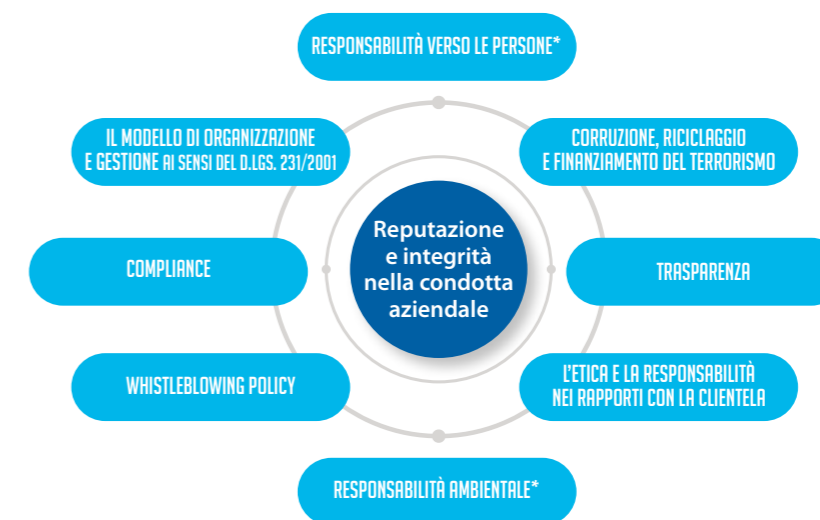 RESPONSABILITÀ VERSO LE PERSONE*
IL MODELLO DI ORGANIZZAZIONE
E GESTIONE AI SENSI DEL D.LGS. 231/2001
CORRUZIONE, RICICLAGGIO
E FINANZIAMENTO DEL TERRORISMO
Reputazione
e integrità
nella condotta
aziendale
COMPLIANCE
TRASPARENZA
WHISTLEBLOWING POLICY
L'ETICA E LA RESPONSABILITÀ
NEI RAPPORTI CON LA CLIENTELA
RESPONSABILITÀ AMBIENTALE*